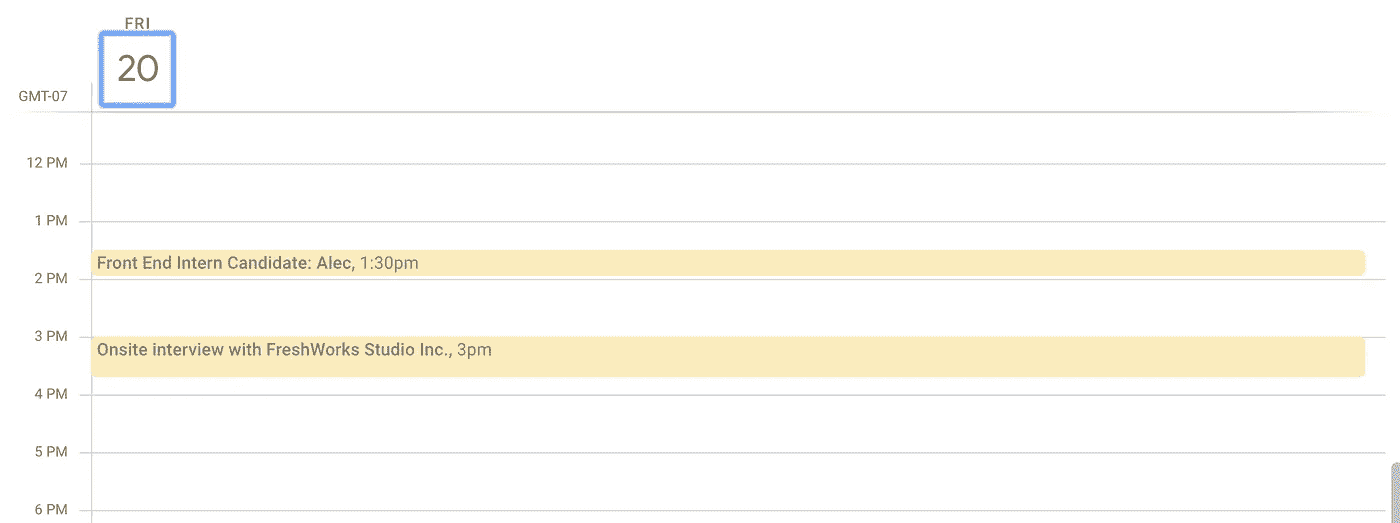 FRI
20
GMT-07
12 PM
1 PM
Front End Intern Candidate: Alec, 1:30pm
2 PM
3 PM
Onsite interview with FreshWorks Studio Inc., 3pm
4 PM
5 PM
6 PM